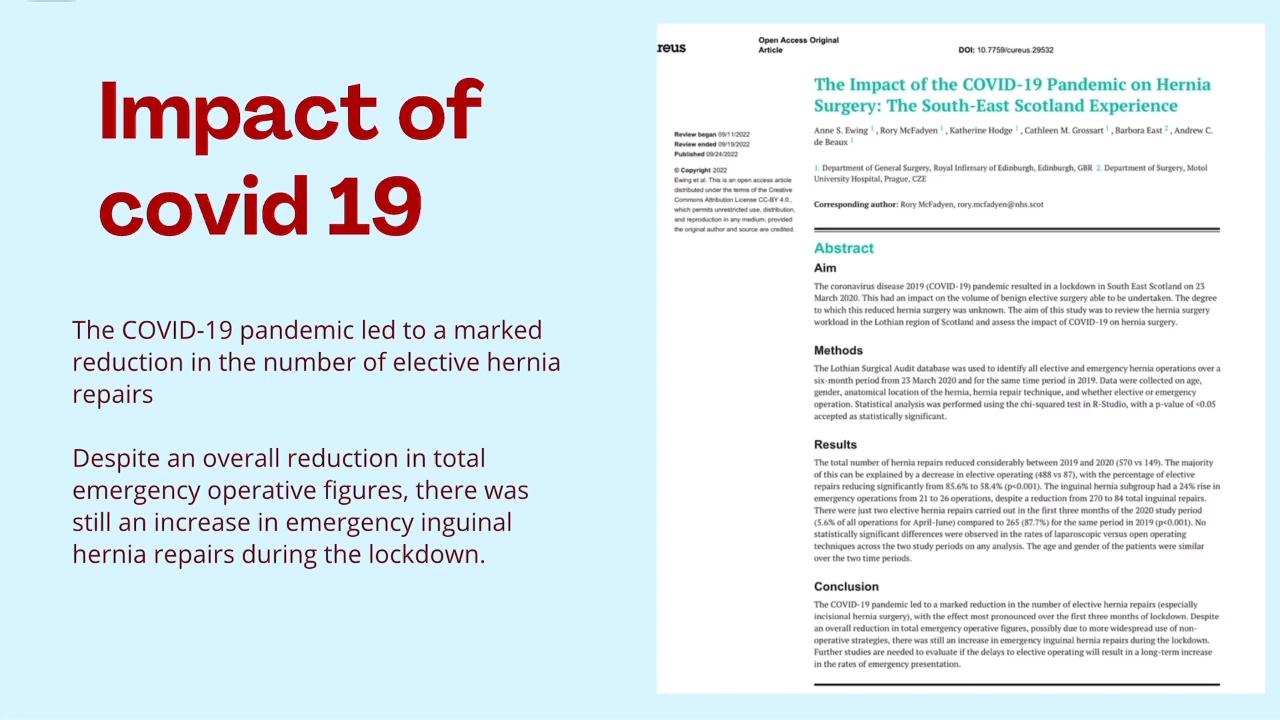 Impact of
covid 19
The COVID-19 pandemic led to a marked
reduction in the number of elective hernia
repairs
Despite an overall reduction in total
emergency operative figures, there was
still an increase in emergency inguinal
hernia repairs during the lockdown.
reus
Open Access Original
Article
DOI: 10.7759/cureus.29532
The Impact of the COVID-19 Pandemic on Hernia
Surgery: The South-East Scotland Experience
Review began 09/11/2022
Review ended 09/19/2022
Published 09/24/2022
© Copyright 2022
Ewing et al. This is an open access article
distributed under the terms of the Creative
Commons Attribution License CC-BY 4.0.,
which permits unrestricted use, distribution,
and reproduction in any medium, provided
the original author and source are credited.
Anne S. Ewing 1 , Rory McFadyen 1 , Katherine Hodge 1 , Cathleen M. Grossart 1 , Barbora East 2 , Andrew C.
de Beaux 1
1. Department of General Surgery, Royal Infirmary of Edinburgh, Edinburgh, GBR 2. Department of Surgery, Motol
University Hospital, Prague, CZE
Corresponding author: Rory McFadyen, rory.mcfadyen@nhs.scot
Abstract
Aim
The coronavirus disease 2019 (COVID-19) pandemic resulted in a lockdown in South East Scotland on 23
March 2020. This had an impact on the volume of benign elective surgery able to be undertaken. The degree
to which this reduced hernia surgery was unknown. The aim of this study was to review the hernia surgery
workload in the Lothian region of Scotland and assess the impact of COVID-19 on hernia surgery.
Methods
The Lothian Surgical Audit database was used to identify all elective and emergency hernia operations over a
six-month period from 23 March 2020 and for the same time period in 2019. Data were collected on age,
gender, anatomical location of the hernia, hernia repair technique, and whether elective or emergency
operation. Statistical analysis was performed using the chi-squared test in R-Studio, with a p-value of <0.05
accepted as statistically significant.
Results
The total number of hernia repairs reduced considerably between 2019 and 2020 (570 vs 149). The majority
of this can be explained by a decrease in elective operating (488 vs 87), with the percentage of elective
repairs reducing significantly from 85.6% to 58.4% (p<0.001). The inguinal hernia subgroup had a 24% rise in
emergency operations from 21 to 26 operations, despite a reduction from 270 to 84 total inguinal repairs.
There were just two elective hernia repairs carried out in the first three months of the 2020 study period
(5.6% of all operations for April-June) compared to 265 (87.7%) for the same period in 2019 (p<0.001). No
statistically significant differences were observed in the rates of laparoscopic versus open operating
techniques across the two study periods on any analysis. The age and gender of the patients were similar
over the two time periods.
Conclusion
The COVID-19 pandemic led to a marked reduction in the number of elective hernia repairs (especially
incisional hernia surgery), with the effect most pronounced over the first three months of lockdown. Despite
an overall reduction in total emergency operative figures, possibly due to more widespread use of non-
operative strategies, there was still an increase in emergency inguinal hernia repairs during the lockdown.
Further studies are needed to evaluate if the delays to elective operating will result in a long-term increase
in the rates of emergency presentation.